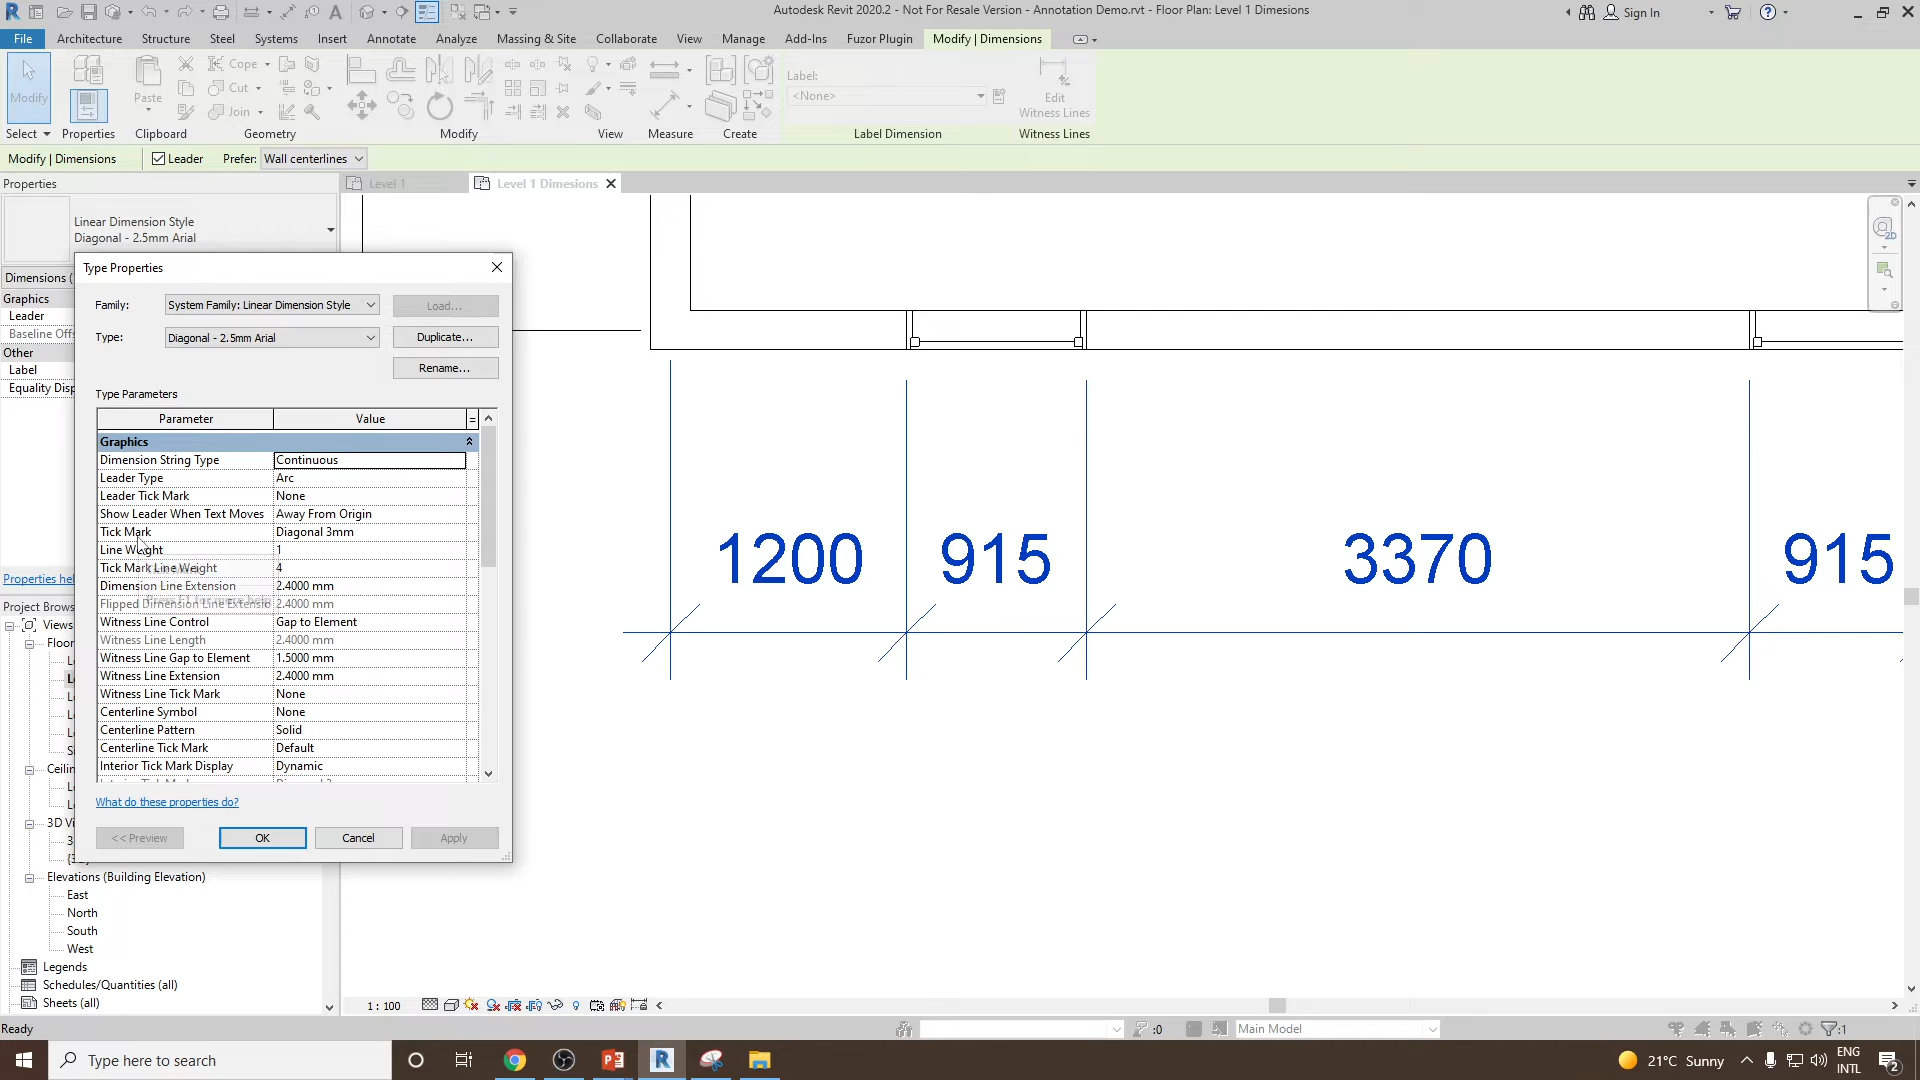 Autodesk Revit 2020.2 - Not For Resale Version - Annotation Demo.rvt - Floor Plan: Level 1 Dimesions
Sign In
File Architecture Structure Steel Systems Insert Annotate Analyze Massing & Site Collaborate View Manage Add-Ins Fuzor Plugin Modify | Dimensions
Modify
Paste
Cope
Cut
Join
Label:
<None>
Edit
Witness Lines
Select Properties Clipboard Geometry Modify View Measure Create Label Dimension Witness Lines
Modify | Dimensions Leader Prefer: Wall centerlines
Properties
Level 1 Level 1 Dimesions
Linear Dimension Style
Diagonal - 2.5mm Arial
Dimensions (
Graphics
Leader
Baseline Offs
Other
Label
Equality Disp
Properties hel
Type Properties
Family: System Family: Linear Dimension Style Load...
Type: Diagonal - 2.5mm Arial Duplicate...
Rename...
Type Parameters
Parameter Value =
Graphics
Dimension String Type Continuous
Leader Type Arc
Leader Tick Mark None
Show Leader When Text Moves Away From Origin
Tick Mark Diagonal 3mm
Line Weight 1
Tick Mark Line Weight 4
Dimension Line Extension 2.4000 mm
Flipped Dimension Line Extensio 2.4000 mm
Witness Line Control Gap to Element
Witness Line Length 2.4000 mm
Witness Line Gap to Element 1.5000 mm
Witness Line Extension 2.4000 mm
Witness Line Tick Mark None
Centerline Symbol None
Centerline Pattern Solid
Centerline Tick Mark Default
Interior Tick Mark Display Dynamic
What do these properties do?
<< Preview OK Cancel Apply
1200 915 3370 915
Project Brows
Views
Floor
Ceilin
3D Vi
Elevations (Building Elevation)
East
North
South
West
Legends
Schedules/Quantities (all)
Sheets (all)
1 : 100
Ready
:0
Main Model
:1
Type here to search
21°C Sunny
ENG
INTL
2
2D